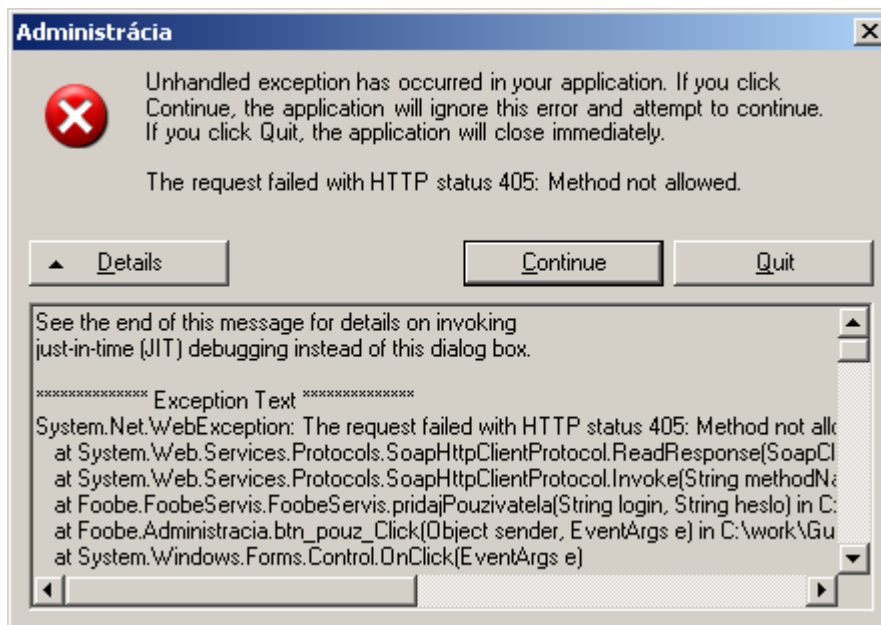 Administrácia
Unhandled exception has occurred in your application. If you click
Continue, the application will ignore this error and attempt to continue.
If you click Quit, the application will close immediately.
The request failed with HTTP status 405: Method not allowed.
Details
Continue
Quit
See the end of this message for details on invoking
just-in-time (JIT) debugging instead of this dialog box.
************** Exception Text **************
System.Net.WebException: The request failed with HTTP status 405: Method not allo
at System.Web.Services.Protocols.SoapHttpClientProtocol.ReadResponse(SoapCl
at System.Web.Services.Protocols.SoapHttpClientProtocol.Invoke(String methodNa
at Foobe.FoobeServis.FoobeServis.pridajPouzivatela(String login, String heslo) in C:
at Foobe.Administracia.btn_pouz_Click(Object sender, EventArgs e) in C:\work\Gu
at System.Windows.Forms.Control.OnClick(EventArgs e)